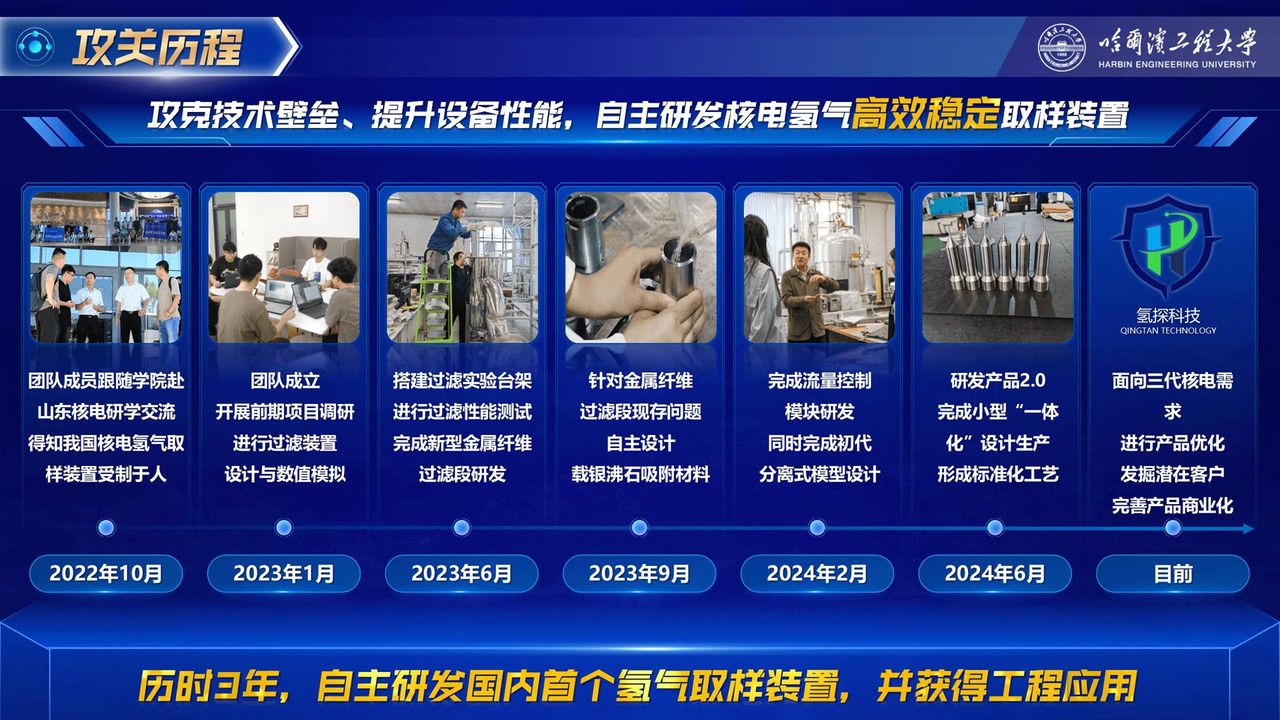 攻关历程
哈尔滨工程大学
HARBIN ENGINEERING UNIVERSITY
攻克技术壁垒、提升设备性能，自主研发核电氢气高效稳定取样装置
团队成员跟随学院赴
山东核电研学交流
得知我国核电氢气取
样装置受制于人
2022年10月
团队成立
开展前期项目调研
进行过滤装置
设计与数值模拟
2023年1月
搭建过滤实验台架
进行过滤性能测试
完成新型金属纤维
过滤段研发
2023年6月
针对金属纤维
过滤段现存问题
自主设计
载银沸石吸附材料
2023年9月
完成流量控制
模块研发
同时完成初代
分离式模型设计
2024年2月
研发产品2.0
完成小型“一体
化”设计生产
形成标准化工艺
2024年6月
氢探科技
QINGTAN TECHNOLOGY
面向三代核电需
求
进行产品优化
发掘潜在客户
完善产品商业化
目前
历时3年，自主研发国内首个氢气取样装置，并获得工程应用